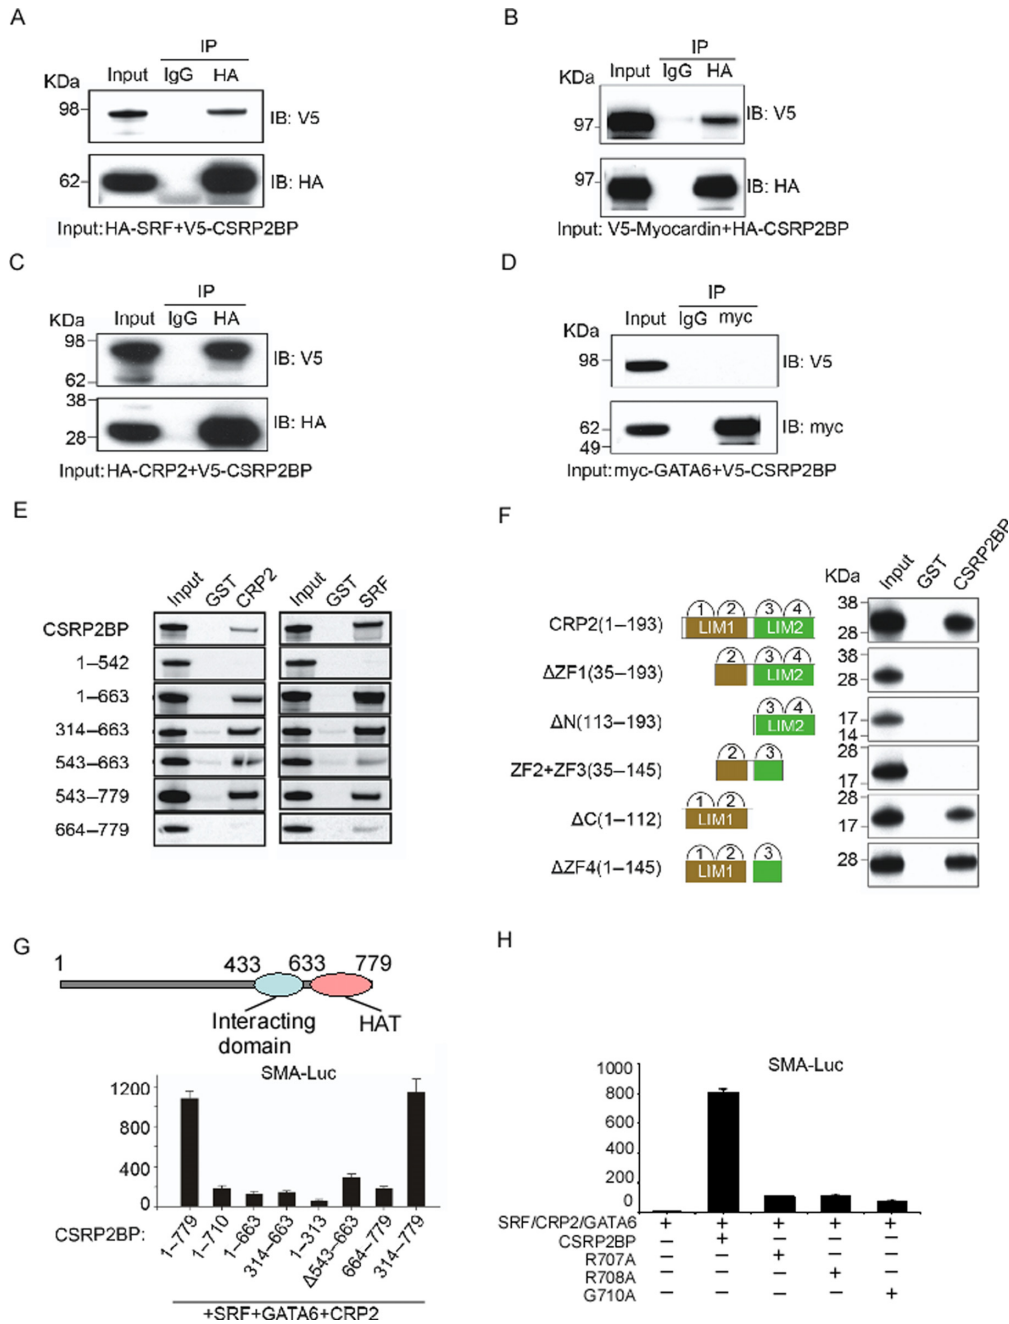 A
IP
KDa Input IgG HA
98
IB: V5
62
IB: HA
Input: HA-SRF+V5-CSRP2BP
B
IP
KDa Input IgG HA
97
IB: V5
97
IB: HA
Input: V5-Myocardin+HA-CSRP2BP
C
IP
KDa Input IgG HA
98
IB: V5
62
38
IB: HA
28
Input: HA-CRP2+V5-CSRP2BP
D
IP
KDa Input IgG myc
98
IB: V5
62
IB: myc
49
Input: myc-GATA6+V5-CSRP2BP
E
Input GST CRP2 Input GST SRF
CSRP2BP
1–542
1–663
314–663
543–663
543–779
664–779
F
KDa Input GST CSRP2BP
CRP2(1–193) 1 2 3 4 LIM1 LIM2 38 28
ΔZF1(35–193) 2 3 4 LIM2 38 28
ΔN(113–193) 3 4 LIM2 17 14
ZF2+ZF3(35–145) 2 3 28 17
ΔC(1–112) 1 2 LIM1 28 17
ΔZF4(1–145) 1 2 3 LIM1 28
G
1 433 633 779
Interacting domain
HAT
SMA-Luc
1200
800
400
0
CSRP2BP: 1–779 1–710 1–663 314–663 1–313 Δ543–663 664–779 314–779
+SRF+GATA6+CRP2
H
SMA-Luc
1000
800
600
400
200
0
SRF/CRP2/GATA6 + + + + +
CSRP2BP – + – – –
R707A – – + – –
R708A – – – + –
G710A – – – – +